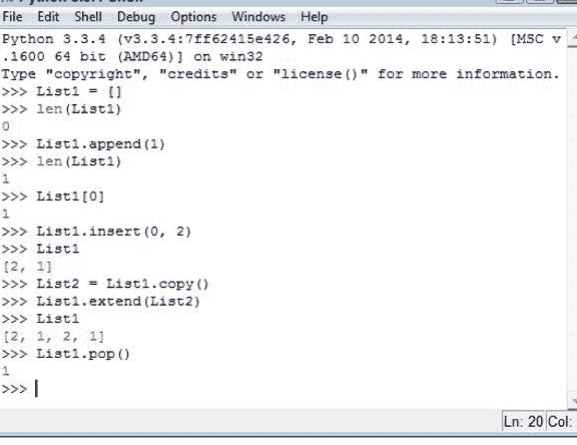 File Edit Shell Debug Options Windows Help
Python 3.3.4 (v3.3.4:7ff62415e426, Feb 10 2014, 18:13:51) [MSC v
.1600 64 bit (AMD64)] on win32
Type "copyright", "credits" or "license()" for more information.
>>> List1 = []
>>> len(List1)
0
>>> List1.append(1)
>>> len(List1)
1
>>> List1[0]
1
>>> List1.insert(0, 2)
>>> List1
[2, 1]
>>> List2 = List1.copy()
>>> List1.extend(List2)
>>> List1
[2, 1, 2, 1]
>>> List1.pop()
1
>>>
Ln: 20 Col: